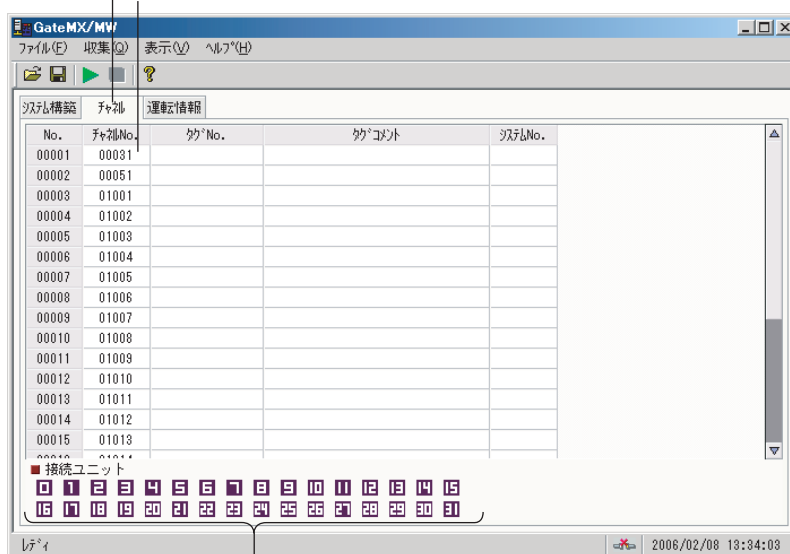 GateMX/MW
ﾌｧｲﾙ(F) 収集(Q) 表示(V) ﾍﾙﾌﾟ(H)
ｼｽﾃﾑ構築 ﾁｬﾈﾙ 運転情報
No. ﾁｬﾈﾙNo. ﾀｸﾞNo. ﾀｸﾞｺﾒﾝﾄ ｼｽﾃﾑNo.
00001 00031
00002 00051
00003 01001
00004 01002
00005 01003
00006 01004
00007 01005
00008 01006
00009 01007
00010 01008
00011 01009
00012 01010
00013 01011
00014 01012
00015 01013
接続ユニット
0 1 2 3 4 5 6 7 8 9 10 11 12 13 14 15
16 17 18 19 20 21 22 23 24 25 26 27 28 29 30 31
ﾚﾃﾞｨ 2006/02/08 13:34:03